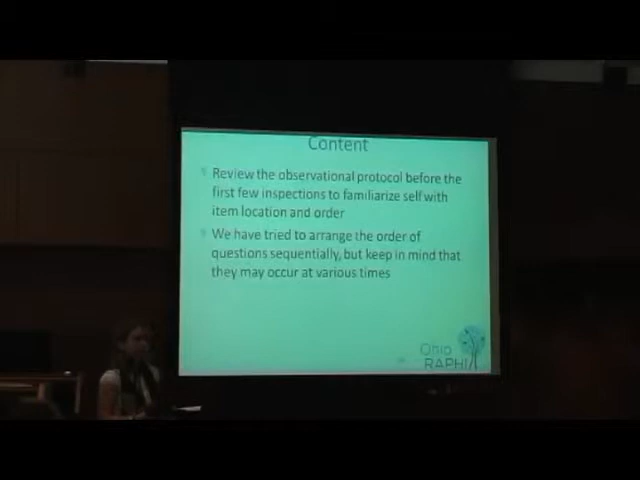 Content
Review the observational protocol before the
first few inspections to familiarize self with
item location and order
We have tried to arrange the order of
questions sequentially, but keep in mind that
they may occur at various times
Ohio
RAPHI